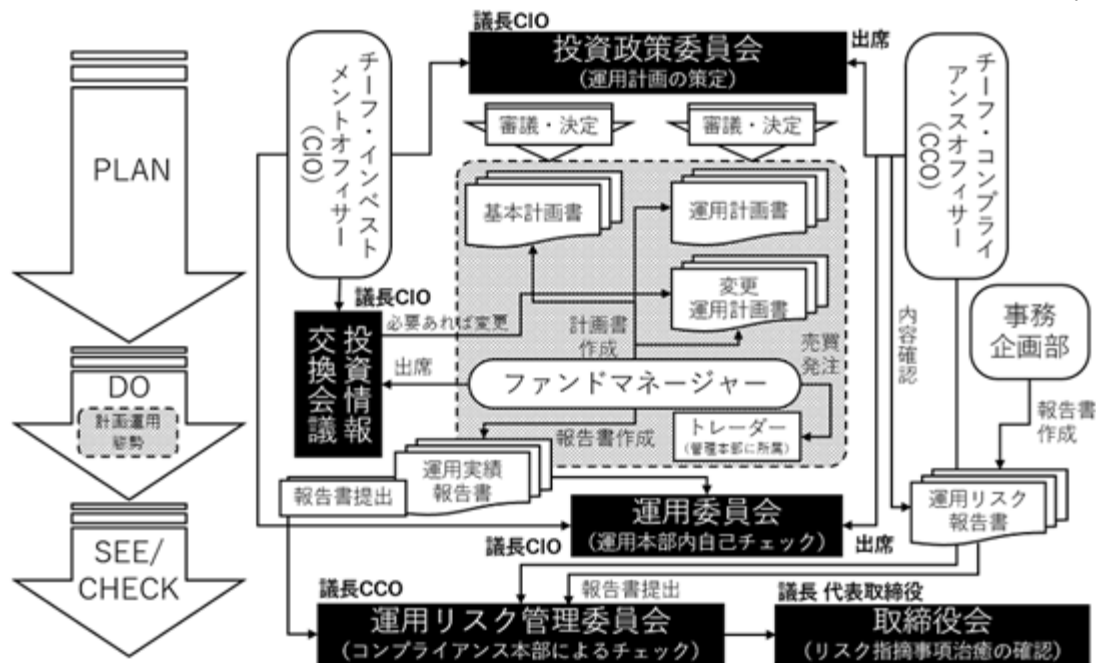 議長CIO
投資政策委員会
(運用計画の策定)
出席
チーフ・インベスト
メントオフィサー
(CIO)
チーフ・コンプライ
アンスオフィサー
(CCO)
PLAN
審議・決定
審議・決定
基本計画書
運用計画書
変更
運用計画書
議長CIO
必要あれば変更
計画書
作成
売買
発注
内容確認
事務
企画部
投資情報
交換会議
出席
ファンドマネージャー
DO
計画運用
姿勢
報告書作成
トレーダー
(管理本部に所属)
報告書
作成
運用実績
報告書
報告書提出
運用リスク
報告書
運用委員会
(運用本部内自己チェック)
議長CIO
出席
SEE/
CHECK
議長CCO
報告書提出
議長 代表取締役
運用リスク管理委員会
(コンプライアンス本部によるチェック)
取締役会
(リスク指摘事項治癒の確認)